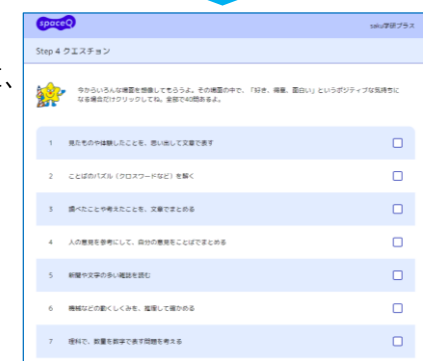 spaceQ
saku学研プラス
Step 4 クエスチョン
今からいろんな場面を想像してもらうよ。その場面の中で、「好き、得意、面白い」というポジティブな気持ちに
なる場合だけクリックしてね。全部で40問あるよ。
、
1 見たものや体験したことを、思い出して文章で表す
2 ことばのパズル（クロスワードなど）を解く
3 調べたことや考えたことを、文章でまとめる
4 人の意見を参考にして、自分の意見をことばでまとめる
5 新聞や文字の多い雑誌を読む
6 機械などの動くしくみを、推理して確かめる
7 理科で、数量を数字で表す問題を考える